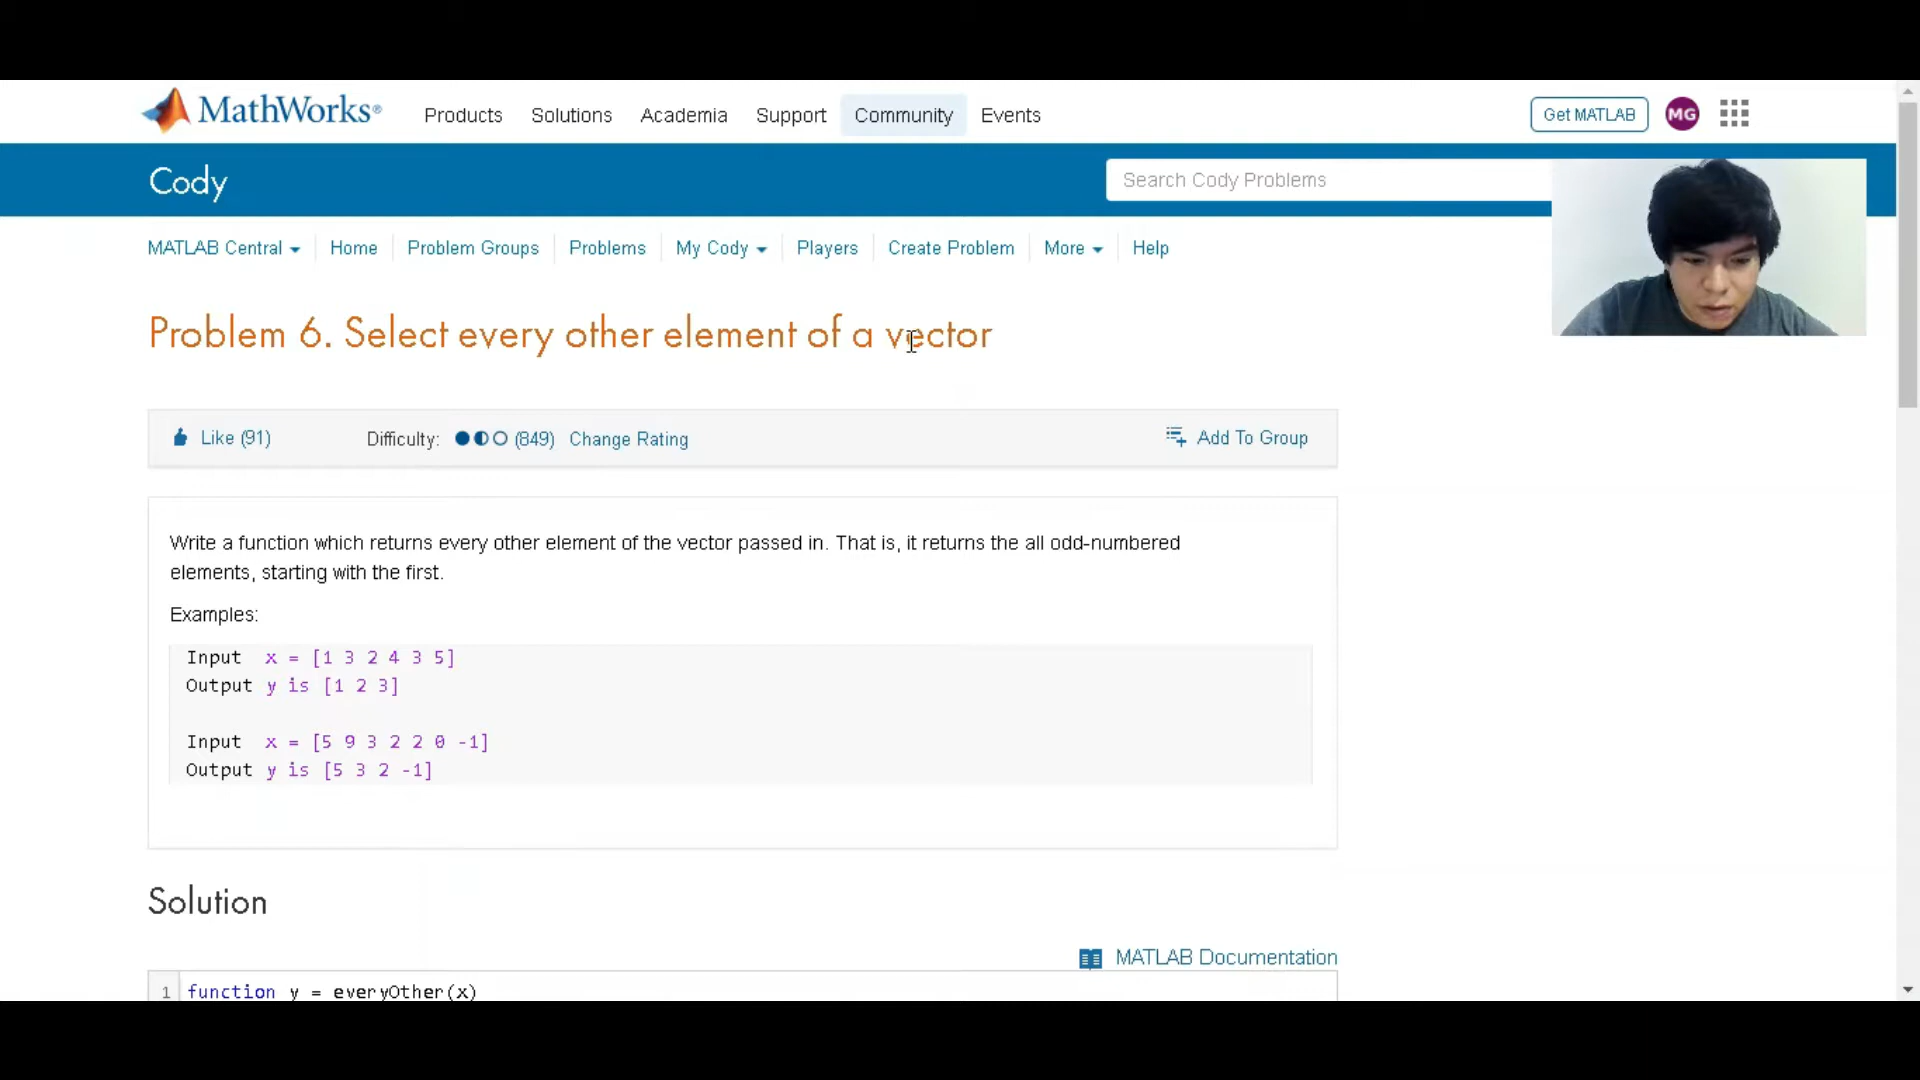 MathWorks®
Products Solutions Academia Support Community Events
Get MATLAB
MG
Cody
Search Cody Problems
MATLAB Central Home Problem Groups Problems My Cody Players Create Problem More Help
Problem 6. Select every other element of a vector
Like (91) Difficulty: (849) Change Rating Add To Group
Write a function which returns every other element of the vector passed in. That is, it returns the all odd-numbered
elements, starting with the first.
Examples:
Input x = [1 3 2 4 3 5]
Output y is [1 2 3]
Input x = [5 9 3 2 2 0 -1]
Output y is [5 3 2 -1]
Solution
MATLAB Documentation
1 function y = everyOther(x)